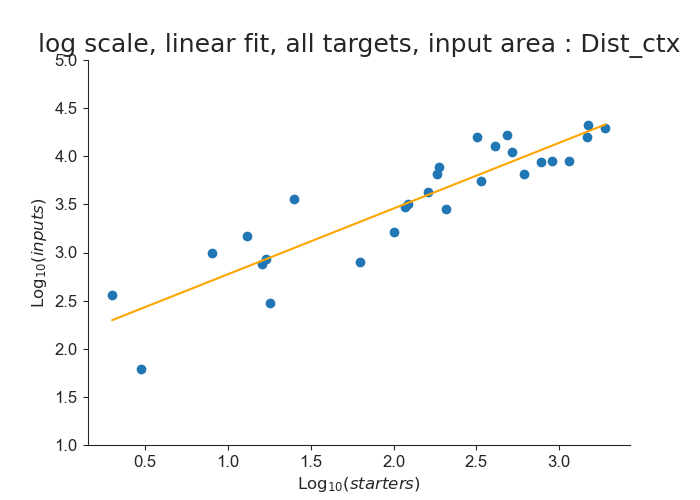 log scale, linear fit, all targets, input area : Dist_ctx
5.0
4.5
4.0
3.5
3.0
2.5
2.0
1.5
1.0
Log₁₀(inputs)
0.5 1.0 1.5 2.0 2.5 3.0
Log₁₀(starters)